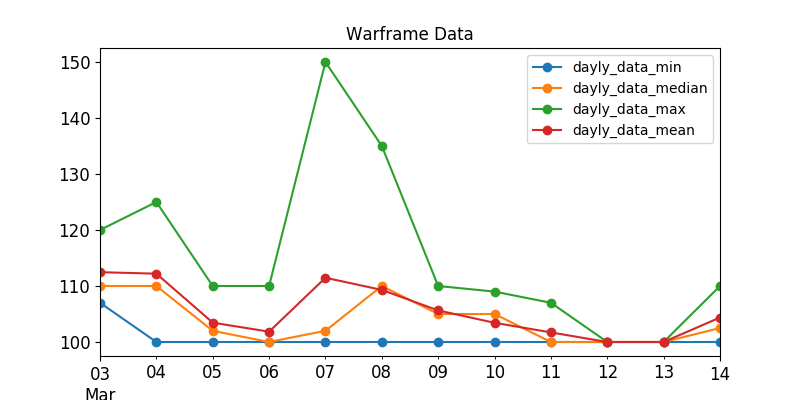 Warframe Data
dayly_data_min
dayly_data_median
dayly_data_max
dayly_data_mean
150
140
130
120
110
100
03 04 05 06 07 08 09 10 11 12 13 14
Mar